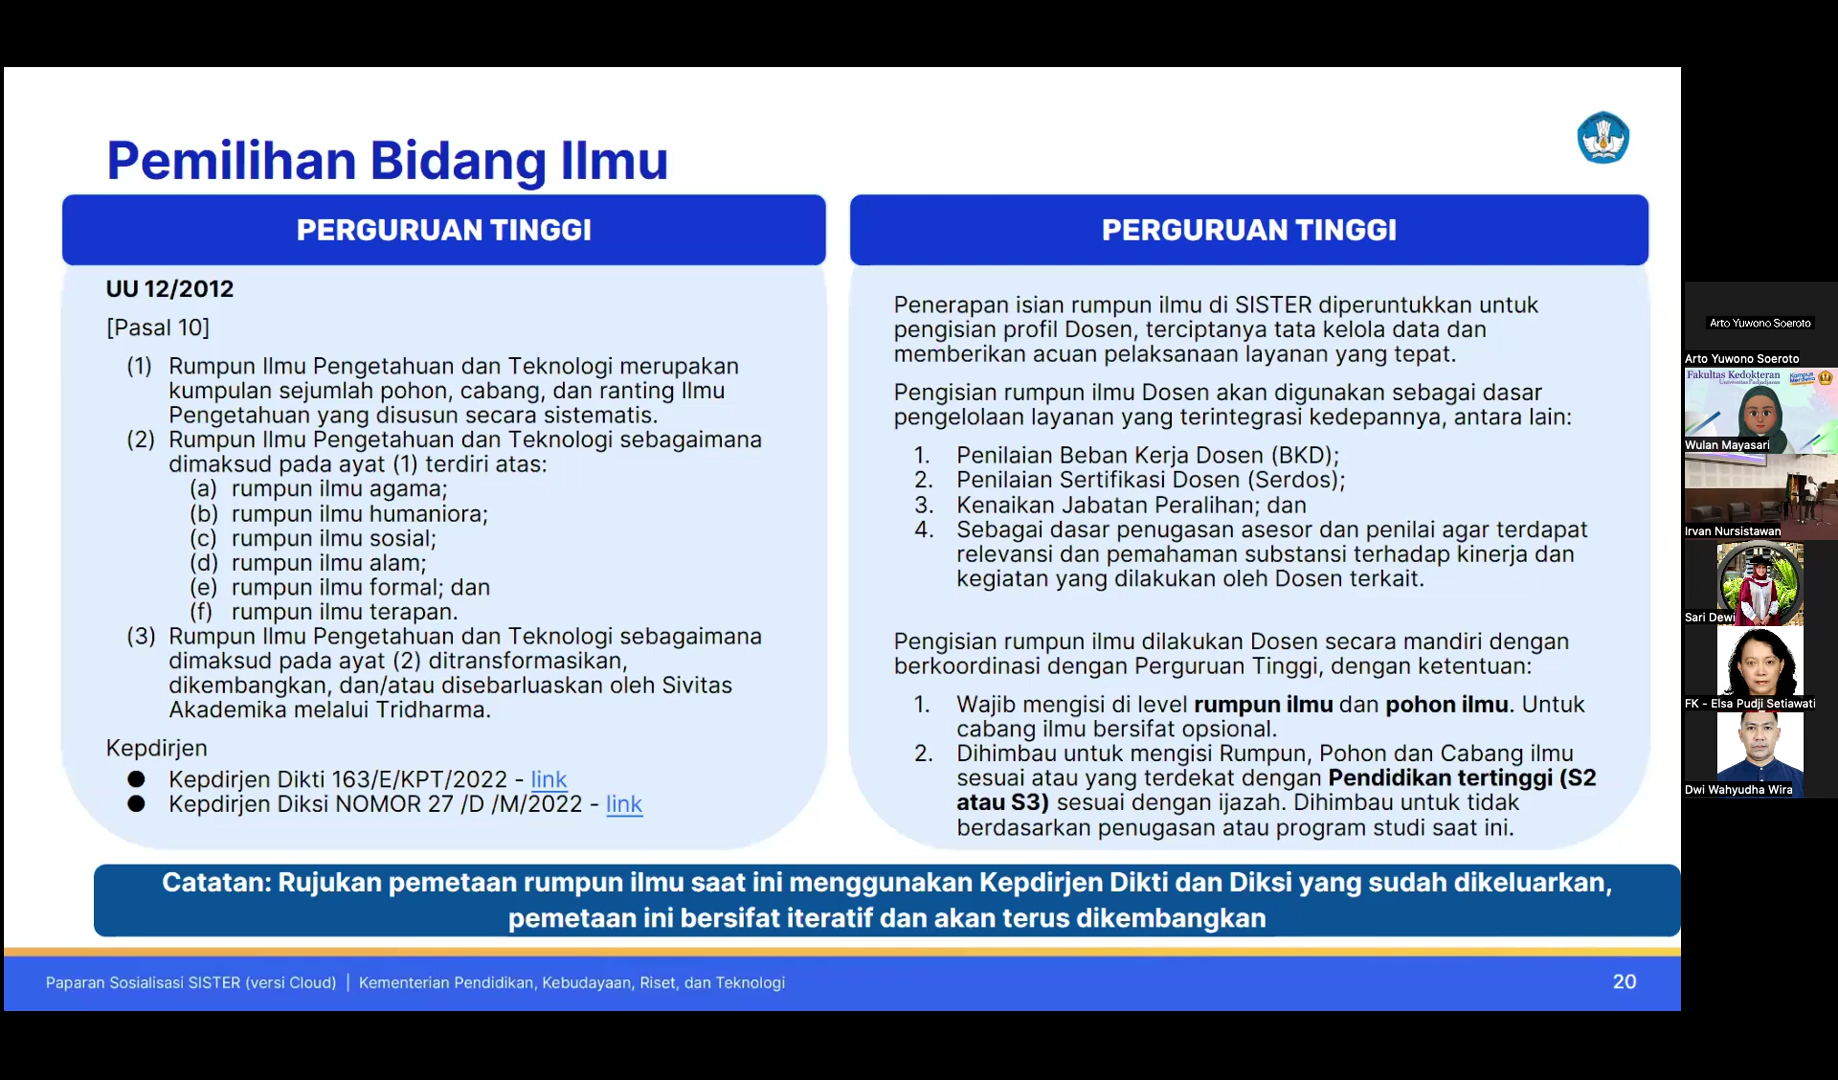 Pemilihan Bidang Ilmu
PERGURUAN TINGGI
UU 12/2012
[Pasal 10]
(1) Rumpun Ilmu Pengetahuan dan Teknologi merupakan
kumpulan sejumlah pohon, cabang, dan ranting Ilmu
Pengetahuan yang disusun secara sistematis.
(2) Rumpun Ilmu Pengetahuan dan Teknologi sebagaimana
dimaksud pada ayat (1) terdiri atas:
(a) rumpun ilmu agama;
(b) rumpun ilmu humaniora;
(c) rumpun ilmu sosial;
(d) rumpun ilmu alam;
(e) rumpun ilmu formal; dan
(f) rumpun ilmu terapan.
(3) Rumpun Ilmu Pengetahuan dan Teknologi sebagaimana
dimaksud pada ayat (2) ditransformasikan,
dikembangkan, dan/atau disebarluaskan oleh Sivitas
Akademika melalui Tridharma.
Kepdirjen
● Kepdirjen Dikti 163/E/KPT/2022 - link
● Kepdirjen Diksi NOMOR 27 /D /M/2022 - link
PERGURUAN TINGGI
Penerapan isian rumpun ilmu di SISTER diperuntukkan untuk
pengisian profil Dosen, terciptanya tata kelola data dan
memberikan acuan pelaksanaan layanan yang tepat.
Pengisian rumpun ilmu Dosen akan digunakan sebagai dasar
pengelolaan layanan yang terintegrasi kedepannya, antara lain:
1. Penilaian Beban Kerja Dosen (BKD);
2. Penilaian Sertifikasi Dosen (Serdos);
3. Kenaikan Jabatan Peralihan; dan
4. Sebagai dasar penugasan asesor dan penilai agar terdapat
relevansi dan pemahaman substansi terhadap kinerja dan
kegiatan yang dilakukan oleh Dosen terkait.
Pengisian rumpun ilmu dilakukan Dosen secara mandiri dengan
berkoordinasi dengan Perguruan Tinggi, dengan ketentuan:
1. Wajib mengisi di level rumpun ilmu dan pohon ilmu. Untuk
cabang ilmu bersifat opsional.
2. Dihimbau untuk mengisi Rumpun, Pohon dan Cabang ilmu
sesuai atau yang terdekat dengan Pendidikan tertinggi (S2
atau S3) sesuai dengan ijazah. Dihimbau untuk tidak
berdasarkan penugasan atau program studi saat ini.
Catatan: Rujukan pemetaan rumpun ilmu saat ini menggunakan Kepdirjen Dikti dan Diksi yang sudah dikeluarkan,
pemetaan ini bersifat iteratif dan akan terus dikembangkan
Paparan Sosialisasi SISTER (versi Cloud) | Kementerian Pendidikan, Kebudayaan, Riset, dan Teknologi
20
Arto Yuwono Soeroto
Arto Yuwono Soeroto
Fakultas Kedokteran
Universitas Padjadjaran
Kampus
Merdeka
Wulan Mayasari
Irvan Nursistawan
Sari Dewi
FK - Elsa Pudji Setiawati
Dwi Wahyudha Wira